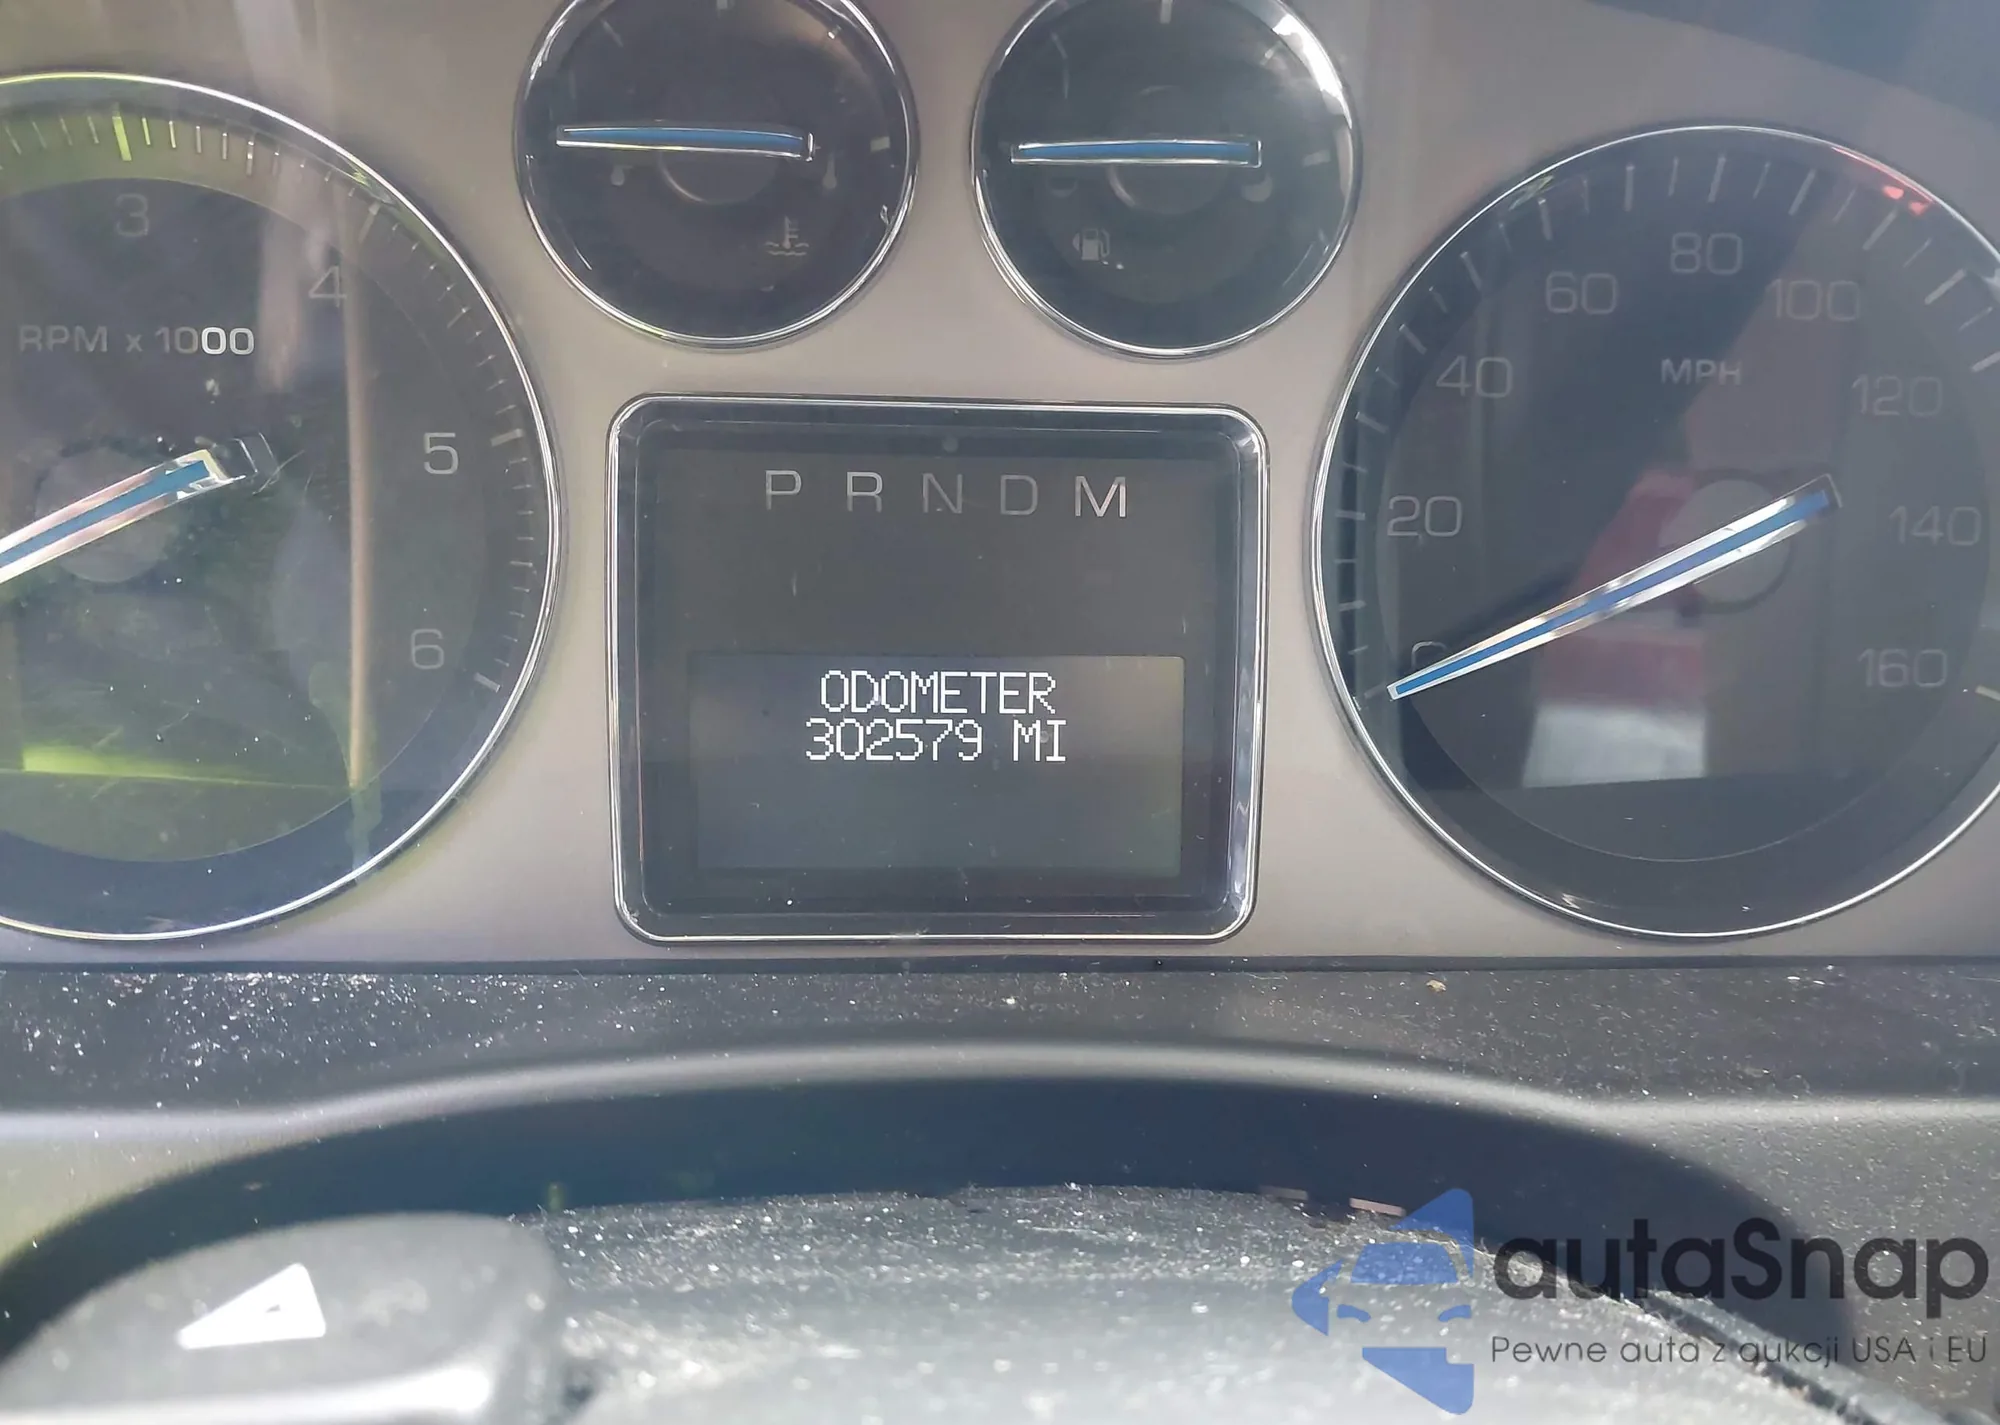 3
4
RPM x 1000
5
6
P R N D M
ODOMETER
302579 MI
0
20
40
60
80
100
120
140
160
MPH
autaSnap
Pewne auta z aukcji USA i EU